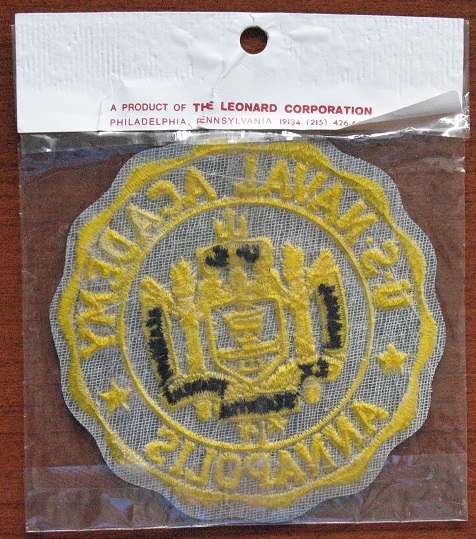 A PRODUCT OF THE LEONARD CORPORATION
PHILADELPHIA, PENNSYLVANIA 19134 (215) 426
U.S. NAVAL ACADEMY
ANNAPOLIS